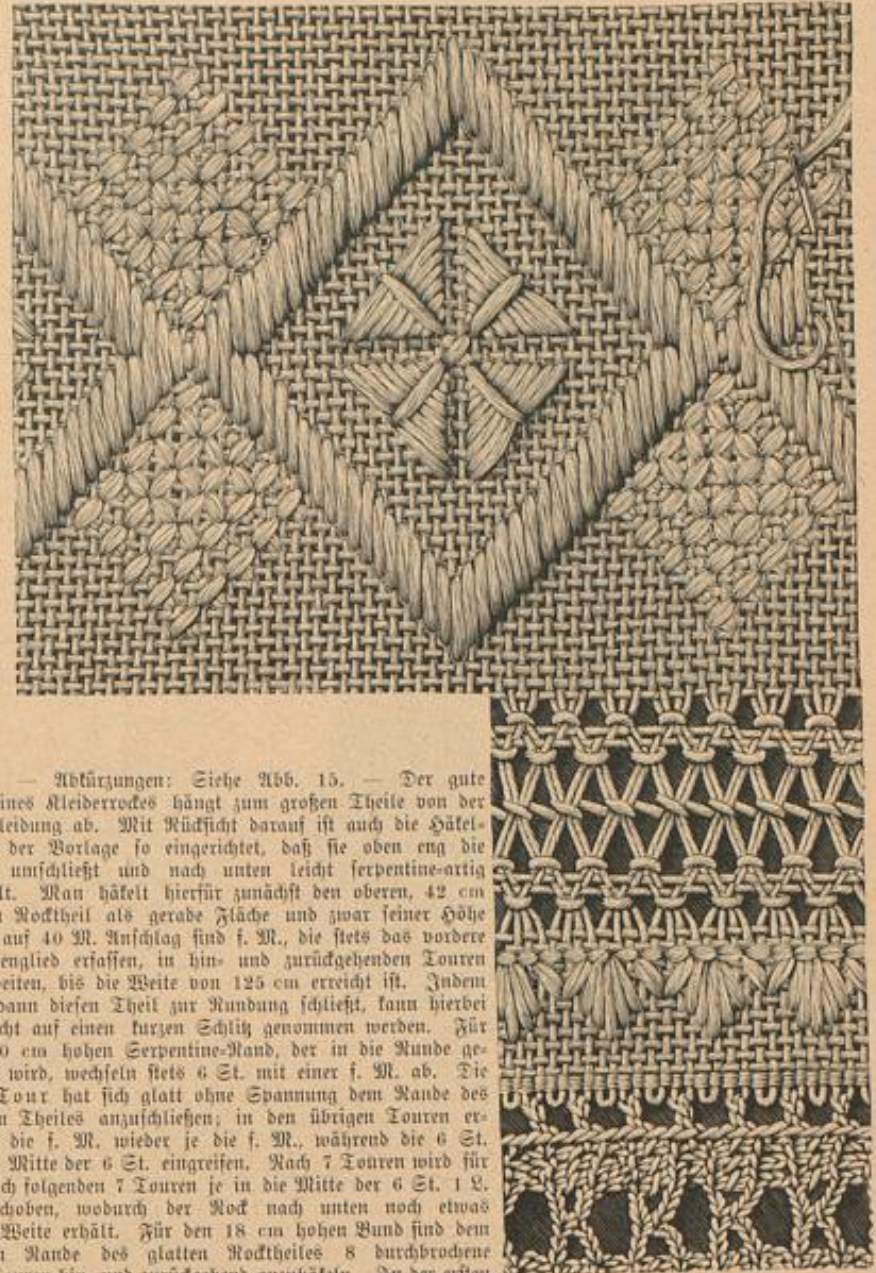 — Abkürzungen: Siehe Abb. 15. — Der gute
ines Kleiderrockes hängt zum großen Theile von der
leidung ab. Mit Rücksicht darauf ist auch die Häkel-
der Vorlage so eingerichtet, daß sie oben eng die
umschließt und nach unten leicht serpentine-artig
lt. Man häkelt hierfür zunächst den oberen, 42 cm
n Rocktheil als gerade Fläche und zwar seiner Höhe
auf 40 M. Anschlag sind f. M., die stets das vordere
englied erfassen, in hin- und zurückgehenden Touren
beiten, bis die Weite von 125 cm erreicht ist. Indem
dann diesen Theil zur Rundung schließt, kann hierbei
cht auf einen kurzen Schlitz genommen werden. Für
0 cm hohen Serpentine-Rand, der in die Runde ge-
wird, wechseln stets 6 St. mit einer f. M. ab. Die
Tour hat sich glatt ohne Spannung dem Rande des
n Theiles anzuschließen; in den übrigen Touren er-
die f. M. wieder je die f. M., während die 6 St.
Mitte der 6 St. eingreifen. Nach 7 Touren wird für
ch folgenden 7 Touren je in die Mitte der 6 St. 1 L.
choben, wodurch der Rock nach unten noch etwas
Weite erhält. Für den 18 cm hohen Bund sind dem
n Rande des glatten Rocktheiles 8 durchbrochene